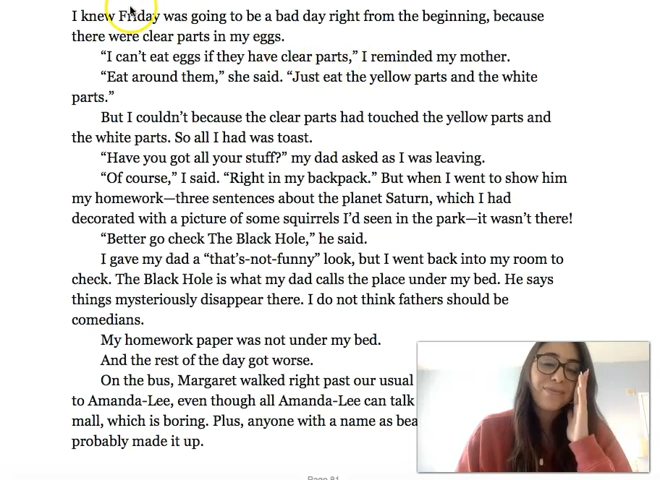 I knew Friday was going to be a bad day right from the beginning, because
there were clear parts in my eggs.
“I can’t eat eggs if they have clear parts,” I reminded my mother.
“Eat around them,” she said. “Just eat the yellow parts and the white
parts.”
But I couldn’t because the clear parts had touched the yellow parts and
the white parts. So all I had was toast.
“Have you got all your stuff?” my dad asked as I was leaving.
“Of course,” I said. “Right in my backpack.” But when I went to show him
my homework—three sentences about the planet Saturn, which I had
decorated with a picture of some squirrels I’d seen in the park—it wasn’t there!
“Better go check The Black Hole,” he said.
I gave my dad a “that’s-not-funny” look, but I went back into my room to
check. The Black Hole is what my dad calls the place under my bed. He says
things mysteriously disappear there. I do not think fathers should be
comedians.
My homework paper was not under my bed.
And the rest of the day got worse.
On the bus, Margaret walked right past our usual
to Amanda-Lee, even though all Amanda-Lee can talk
mall, which is boring. Plus, anyone with a name as bea
probably made it up.
Page 81